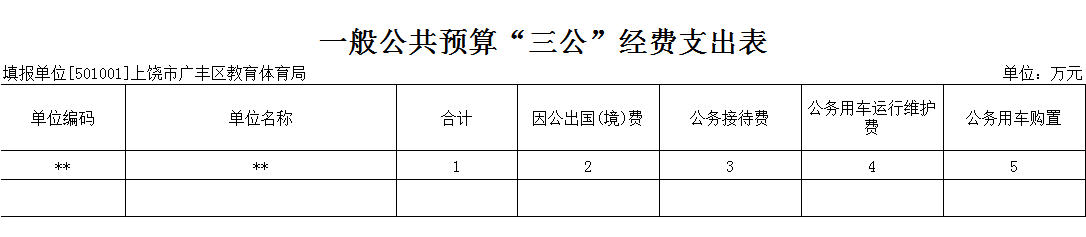 一般公共预算“三公”经费支出表
填报单位[501001]上饶市广丰区教育体育局 单位：万元
单位编码 单位名称 合计 因公出国(境)费 公务接待费 公务用车运行维护费 公务用车购置
** ** 1 2 3 4 5